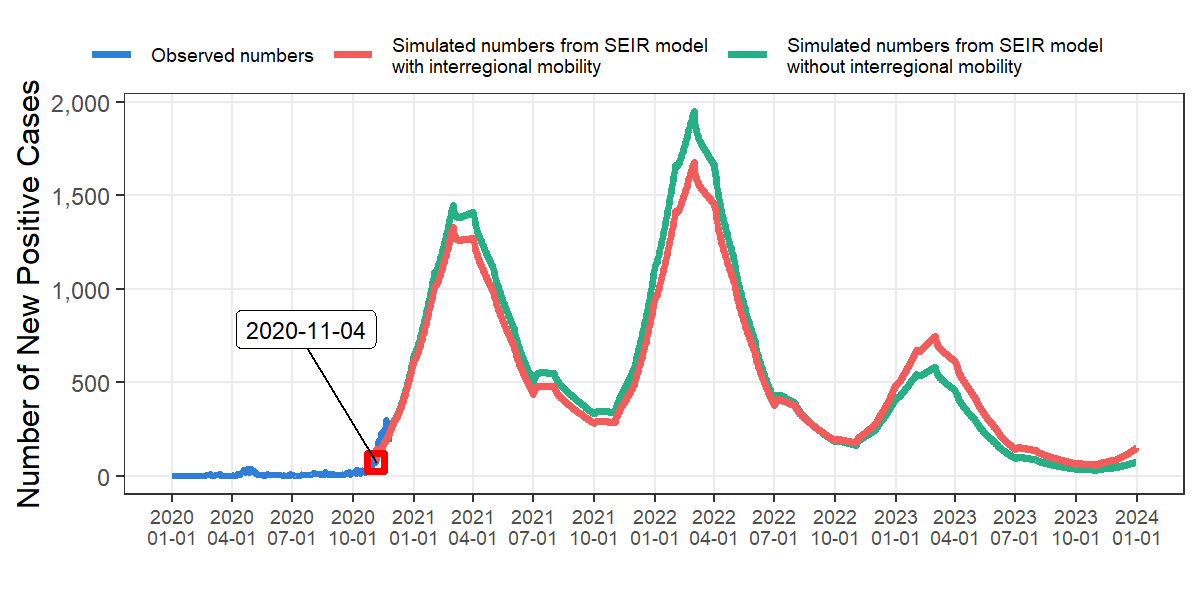 Observed numbers
Simulated numbers from SEIR model
with interregional mobility
Simulated numbers from SEIR model
without interregional mobility
Number of New Positive Cases
2,000
1,500
1,000
500
0
2020-11-04
2020 2020 2020 2020 2021 2021 2021 2021 2022 2022 2022 2022 2023 2023 2023 2023 2024
01-01 04-01 07-01 10-01 01-01 04-01 07-01 10-01 01-01 04-01 07-01 10-01 01-01 04-01 07-01 10-01 01-01